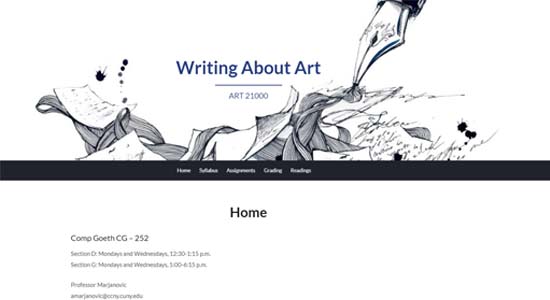 Writing About Art
ART 21000
Home Syllabus Assignments Grading Readings
Home
Comp Goeth CG – 252
Section D: Mondays and Wednesdays, 12:30-1:15 p.m.
Section G: Mondays and Wednesdays, 5:00-6:15 p.m.
Professor Marjanovic
amarjanovic@ccny.cuny.edu